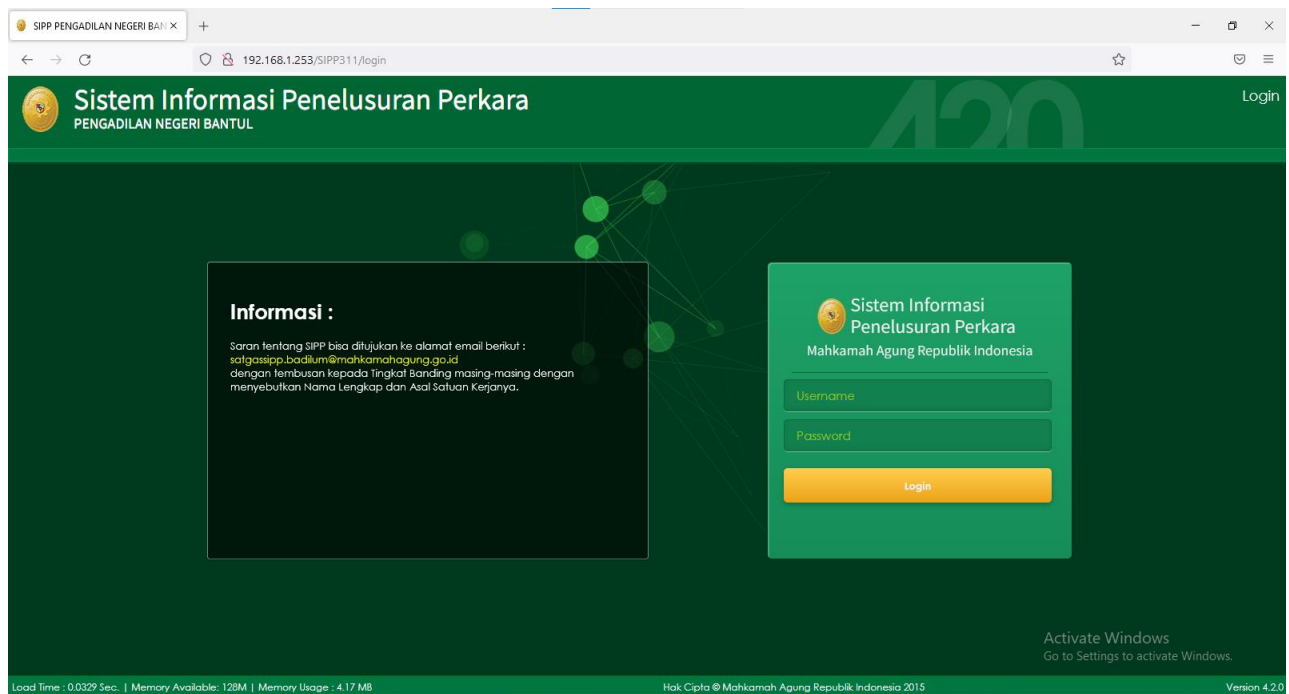 SIPP PENGADILAN NEGERI BAN
192.168.1.253/SIPP311/login
Sistem Informasi Penelusuran Perkara
PENGADILAN NEGERI BANTUL
420
Login
Informasi :
Saran tentang SIPP bisa ditujukan ke alamat email berikut :
satgassipp.badilum@mahkamahagung.go.id
dengan tembusan kepada Tingkat Banding masing-masing dengan
menyebutkan Nama Lengkap dan Asal Satuan Kerjanya.
Sistem Informasi
Penelusuran Perkara
Mahkamah Agung Republik Indonesia
Username
Password
Login
Activate Windows
Go to Settings to activate Windows.
Load Time : 0.0329 Sec. | Memory Available: 128M | Memory Usage : 4.17 MB
Hak Cipta © Mahkamah Agung Republik Indonesia 2015
Version 4.2.0